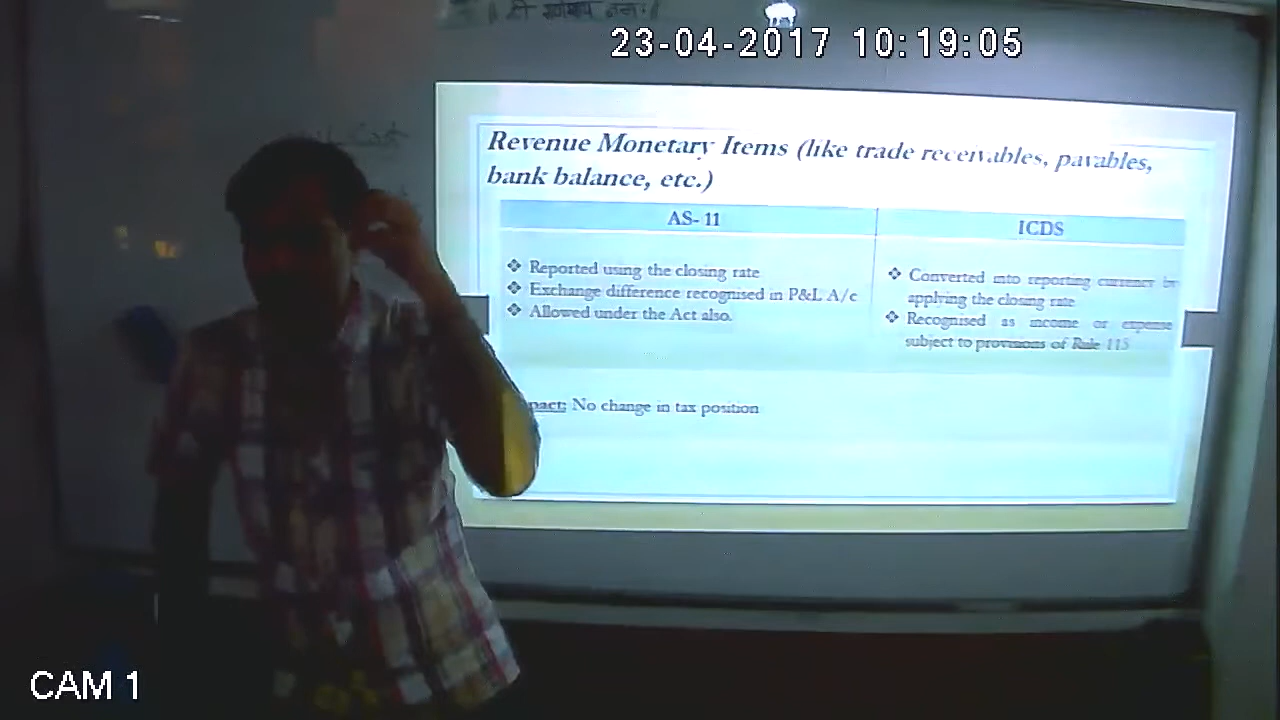 23-04-2017 10:19:05
Revenue Monetary Items (like trade receivables, payables,
bank balance, etc.)
AS-11
❖ Reported using the closing rate
❖ Exchange difference recognised in P&L A/c
❖ Allowed under the Act also.
ICDS
❖ Converted into reporting currency by
applying the closing rate
❖ Recognised as income or expense
subject to provisions of Rule 115
pact: No change in tax position
CAM 1